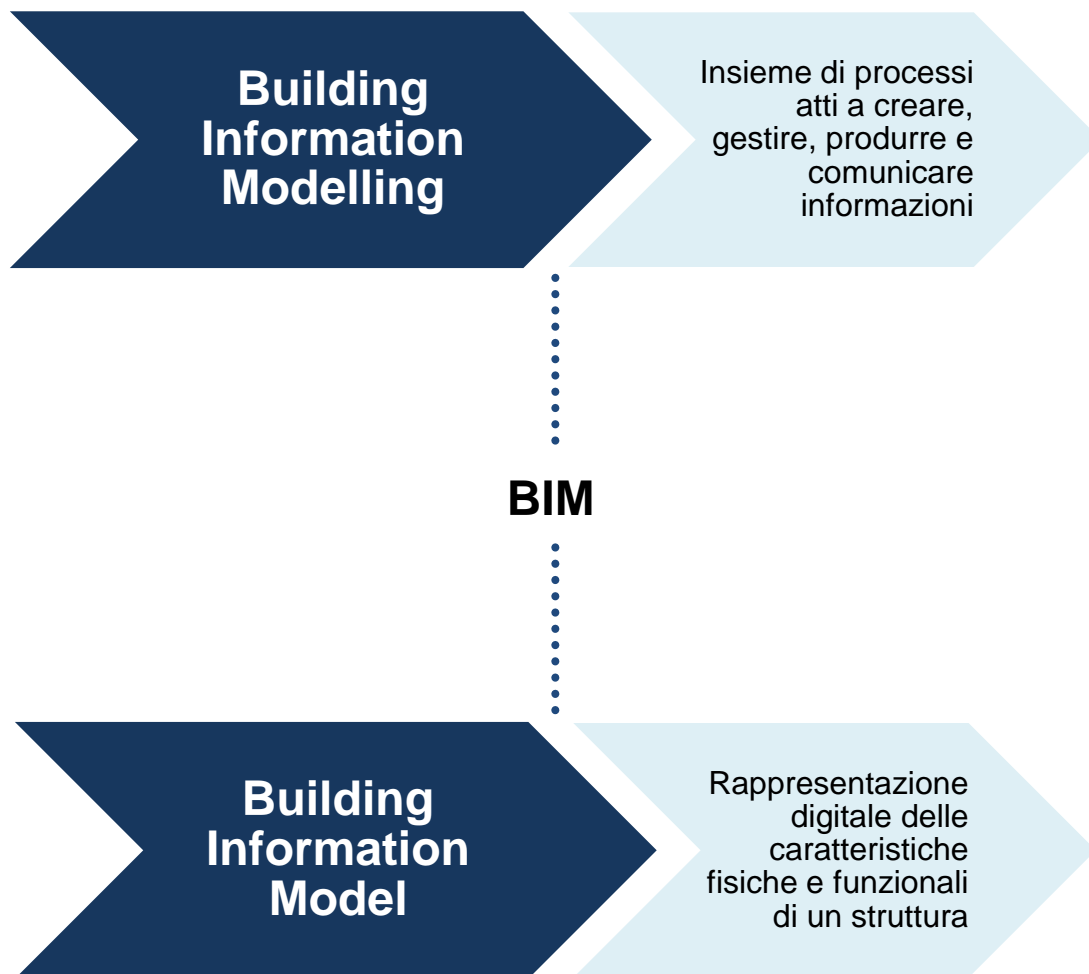 Building
Information
Modelling
Insieme di processi
atti a creare,
gestire, produrre e
comunicare
informazioni
BIM
Building
Information
Model
Rappresentazione
digitale delle
caratteristiche
fisiche e funzionali
di un struttura